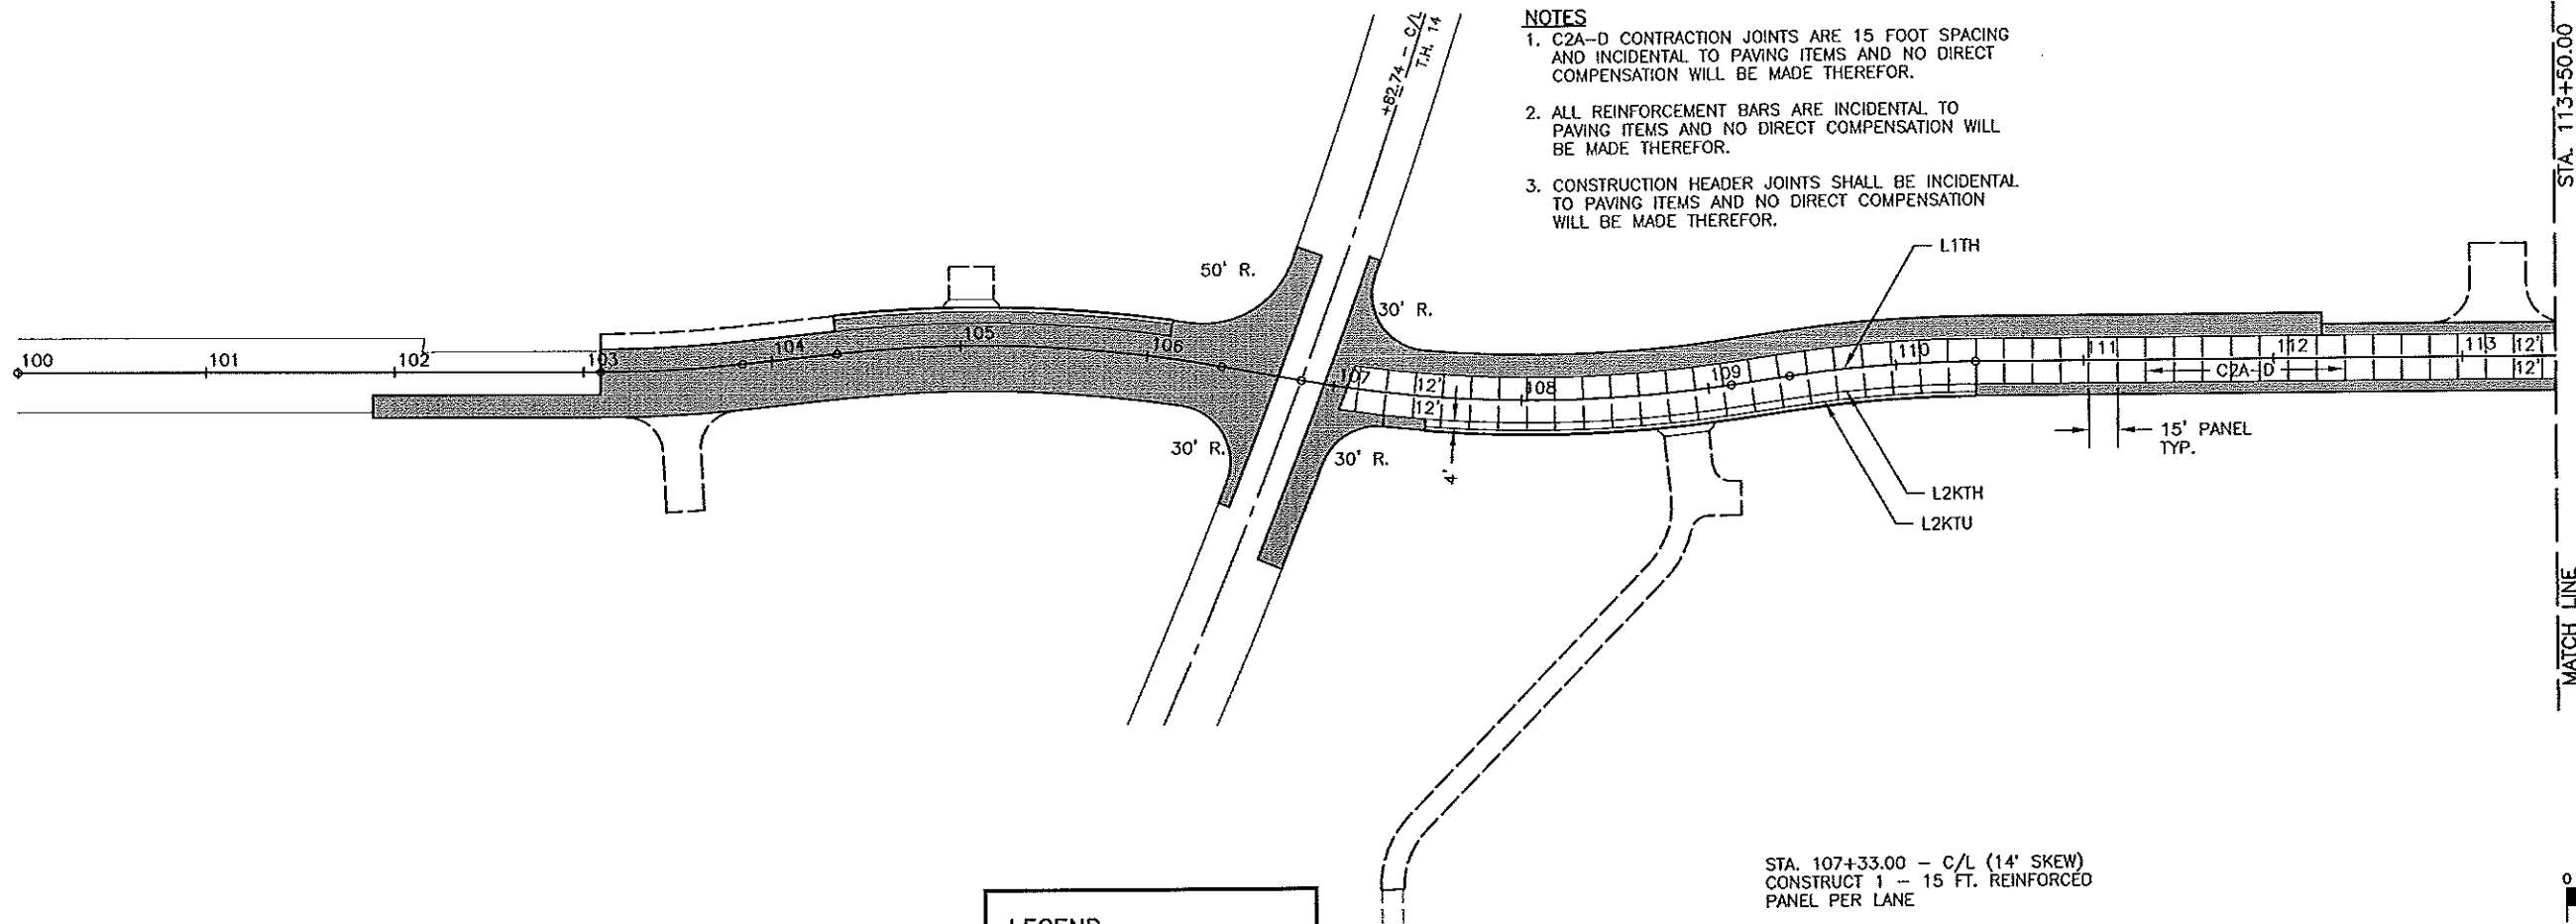 NOTES
1. C2A-D CONTRACTION JOINTS ARE 15 FOOT SPACING
AND INCIDENTAL TO PAVING ITEMS AND NO DIRECT
COMPENSATION WILL BE MADE THEREFOR.
2. ALL REINFORCEMENT BARS ARE INCIDENTAL TO
PAVING ITEMS AND NO DIRECT COMPENSATION WILL
BE MADE THEREFOR.
3. CONSTRUCTION HEADER JOINTS SHALL BE INCIDENTAL
TO PAVING ITEMS AND NO DIRECT COMPENSATION
WILL BE MADE THEREFOR.
+82.74 - C/L
T.H. 14
STA. 113+50.00
MATCH LINE
L1TH
50' R.
30' R.
100
101
102
103
104
105
106
107
108
109
110
111
112
113
12'
12'
12'
12'
C2A-D
4'
30' R.
30' R.
15' PANEL
TYP.
L2KTH
L2KTU
STA. 107+33.00 - C/L (14' SKEW)
CONSTRUCT 1 - 15 FT. REINFORCED
PANEL PER LANE
0
LEGEND